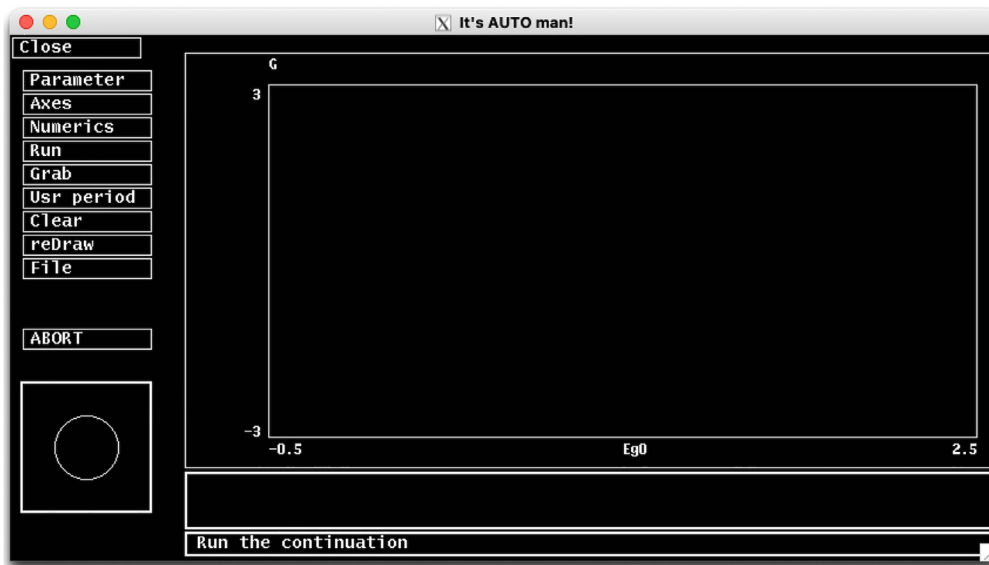 It's AUTO man!
Close
Parameter
Axes
Numerics
Run
Grab
Usr period
Clear
reDraw
File
ABORT
G
3
-3
-0.5 Eg0 2.5
Run the continuation